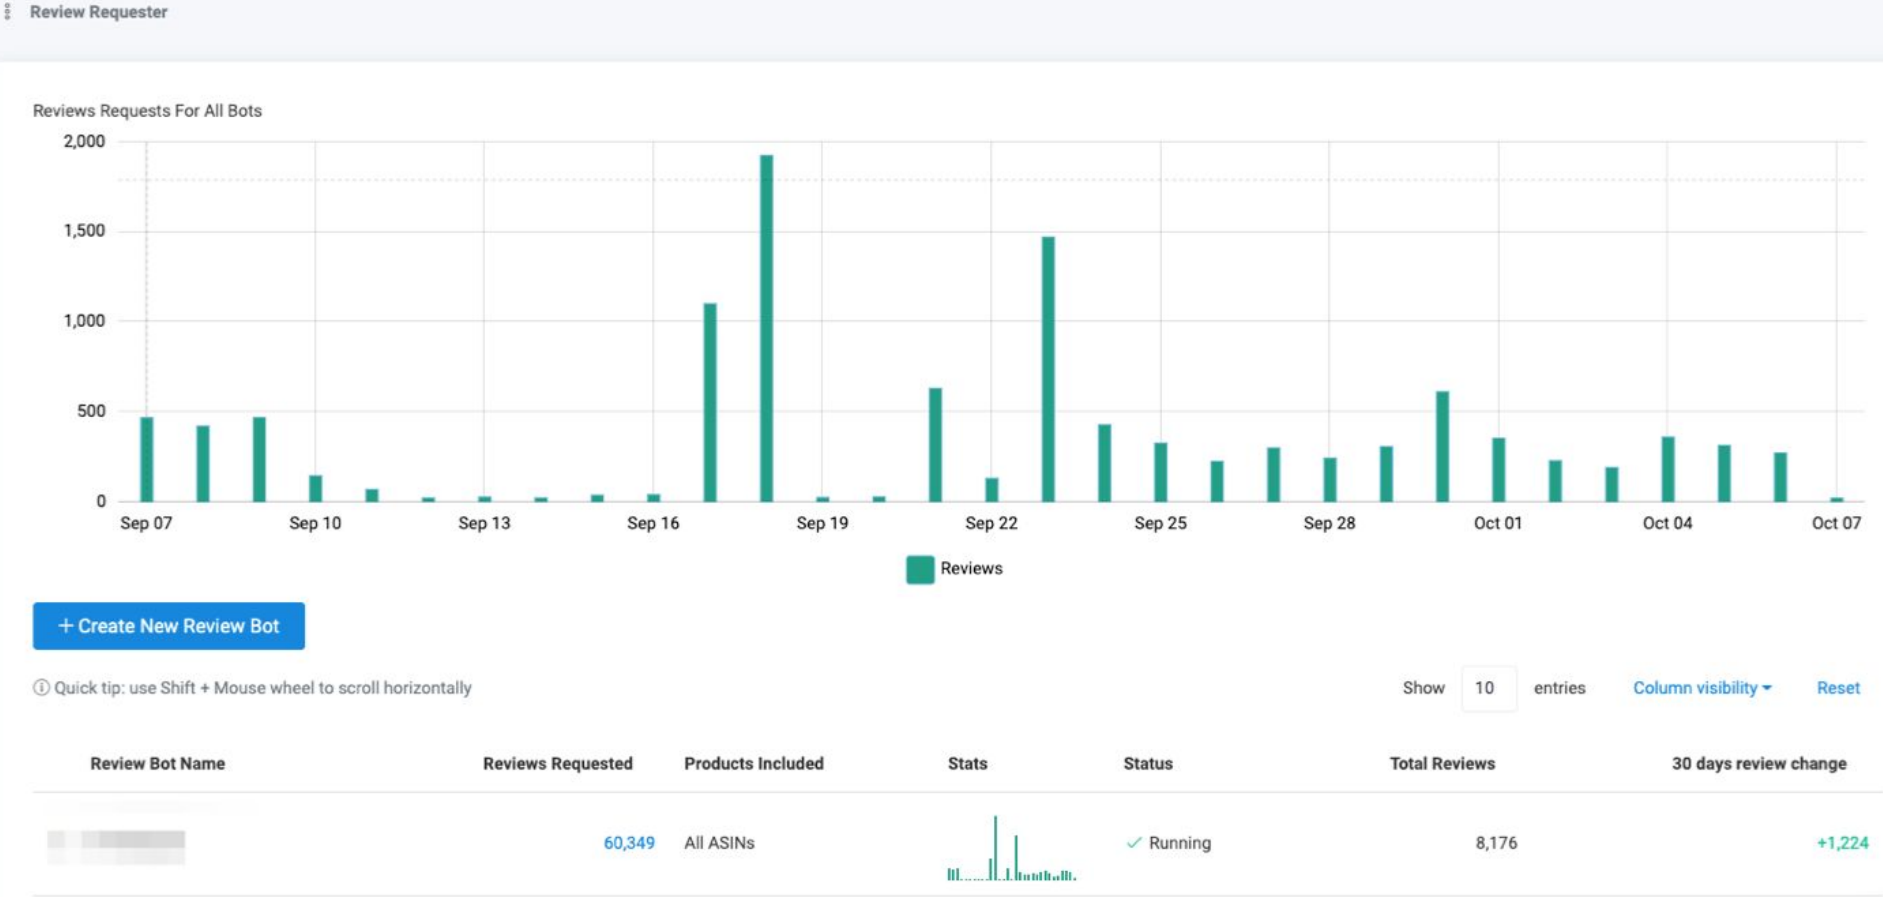 Review Requester
Reviews Requests For All Bots
2,000
1,500
1,000
500
0
Sep 07 Sep 10 Sep 13 Sep 16 Sep 19 Sep 22 Sep 25 Sep 28 Oct 01 Oct 04 Oct 07
Reviews
+ Create New Review Bot
Quick tip: use Shift + Mouse wheel to scroll horizontally
Show 10 entries Column visibility Reset
Review Bot Name Reviews Requested Products Included Stats Status Total Reviews 30 days review change
60,349 All ASINs Running 8,176 +1,224